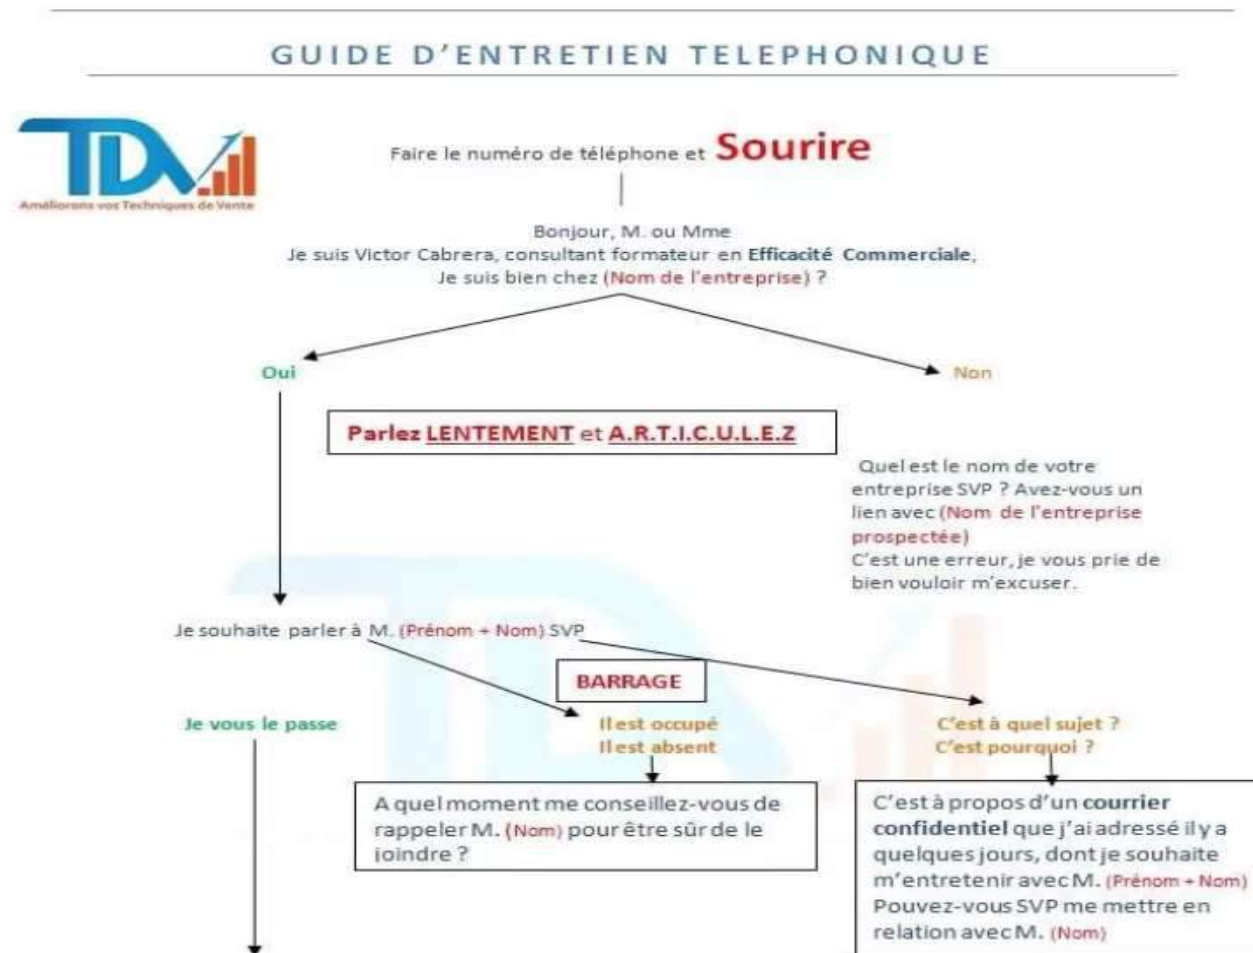 GUIDE D'ENTRETIEN TELEPHONIQUE
TDV
Améliorons vos Techniques de Vente
Faire le numéro de téléphone et Sourire
Bonjour, M. ou Mme
Je suis Victor Cabrera, consultant formateur en Efficacité Commerciale,
Je suis bien chez (Nom de l'entreprise) ?
Oui
Non
Parlez LENTEMENT et A.R.T.I.C.U.L.E.Z
Quel est le nom de votre
entreprise SVP ? Avez-vous un
lien avec (Nom de l'entreprise
prospectée)
C'est une erreur, je vous prie de
bien vouloir m'excuser.
Je souhaite parler à M. (Prénom + Nom) SVP
BARRAGE
Je vous le passe
Il est occupé
Il est absent
C'est à quel sujet ?
C'est pourquoi ?
A quel moment me conseillez-vous de
rappeler M. (Nom) pour être sûr de le
joindre ?
C'est à propos d'un courrier
confidentiel que j'ai adressé il y a
quelques jours, dont je souhaite
m'entretenir avec M. (Prénom + Nom)
Pouvez-vous SVP me mettre en
relation avec M. (Nom)